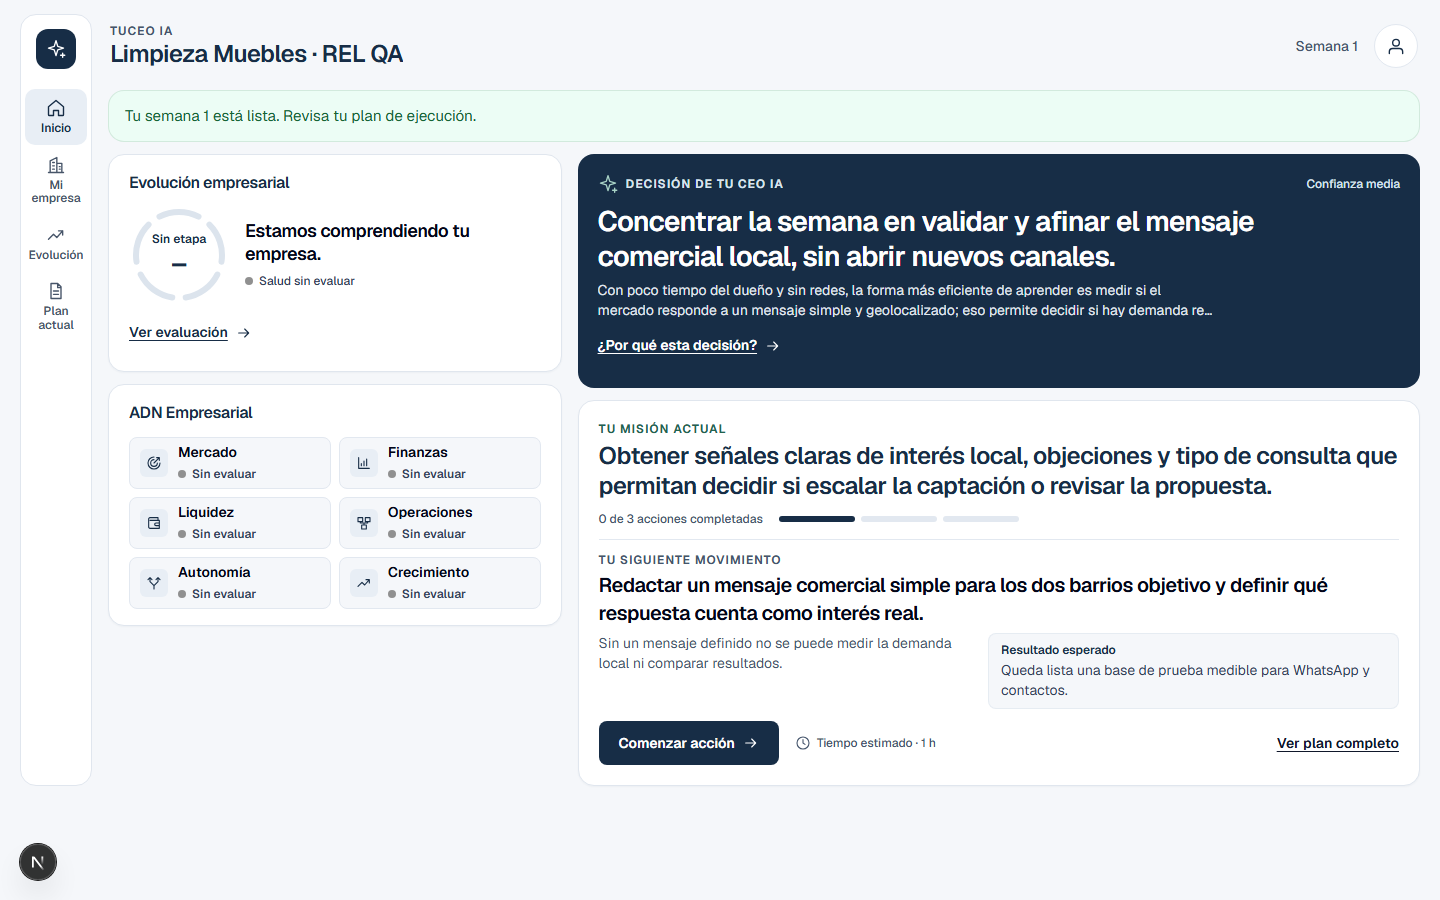 TUCEO IA
Limpieza Muebles · REL QA
Semana 1
Inicio
Mi
empresa
Evolución
Plan
actual
Tu semana 1 está lista. Revisa tu plan de ejecución.
Evolución empresarial
Sin etapa
–
Estamos comprendiendo tu
empresa.
Salud sin evaluar
Ver evaluación →
ADN Empresarial
Mercado
Sin evaluar
Finanzas
Sin evaluar
Liquidez
Sin evaluar
Operaciones
Sin evaluar
Autonomía
Sin evaluar
Crecimiento
Sin evaluar
DECISIÓN DE TU CEO IA
Confianza media
Concentrar la semana en validar y afinar el mensaje
comercial local, sin abrir nuevos canales.
Con poco tiempo del dueño y sin redes, la forma más eficiente de aprender es medir si el
mercado responde a un mensaje simple y geolocalizado; eso permite decidir si hay demanda re...
¿Por qué esta decisión? →
TU MISIÓN ACTUAL
Obtener señales claras de interés local, objeciones y tipo de consulta que
permitan decidir si escalar la captación o revisar la propuesta.
0 de 3 acciones completadas
TU SIGUIENTE MOVIMIENTO
Redactar un mensaje comercial simple para los dos barrios objetivo y definir qué
respuesta cuenta como interés real.
Sin un mensaje definido no se puede medir la demanda
local ni comparar resultados.
Resultado esperado
Queda lista una base de prueba medible para WhatsApp y
contactos.
Comenzar acción →
Tiempo estimado · 1 h
Ver plan completo
N